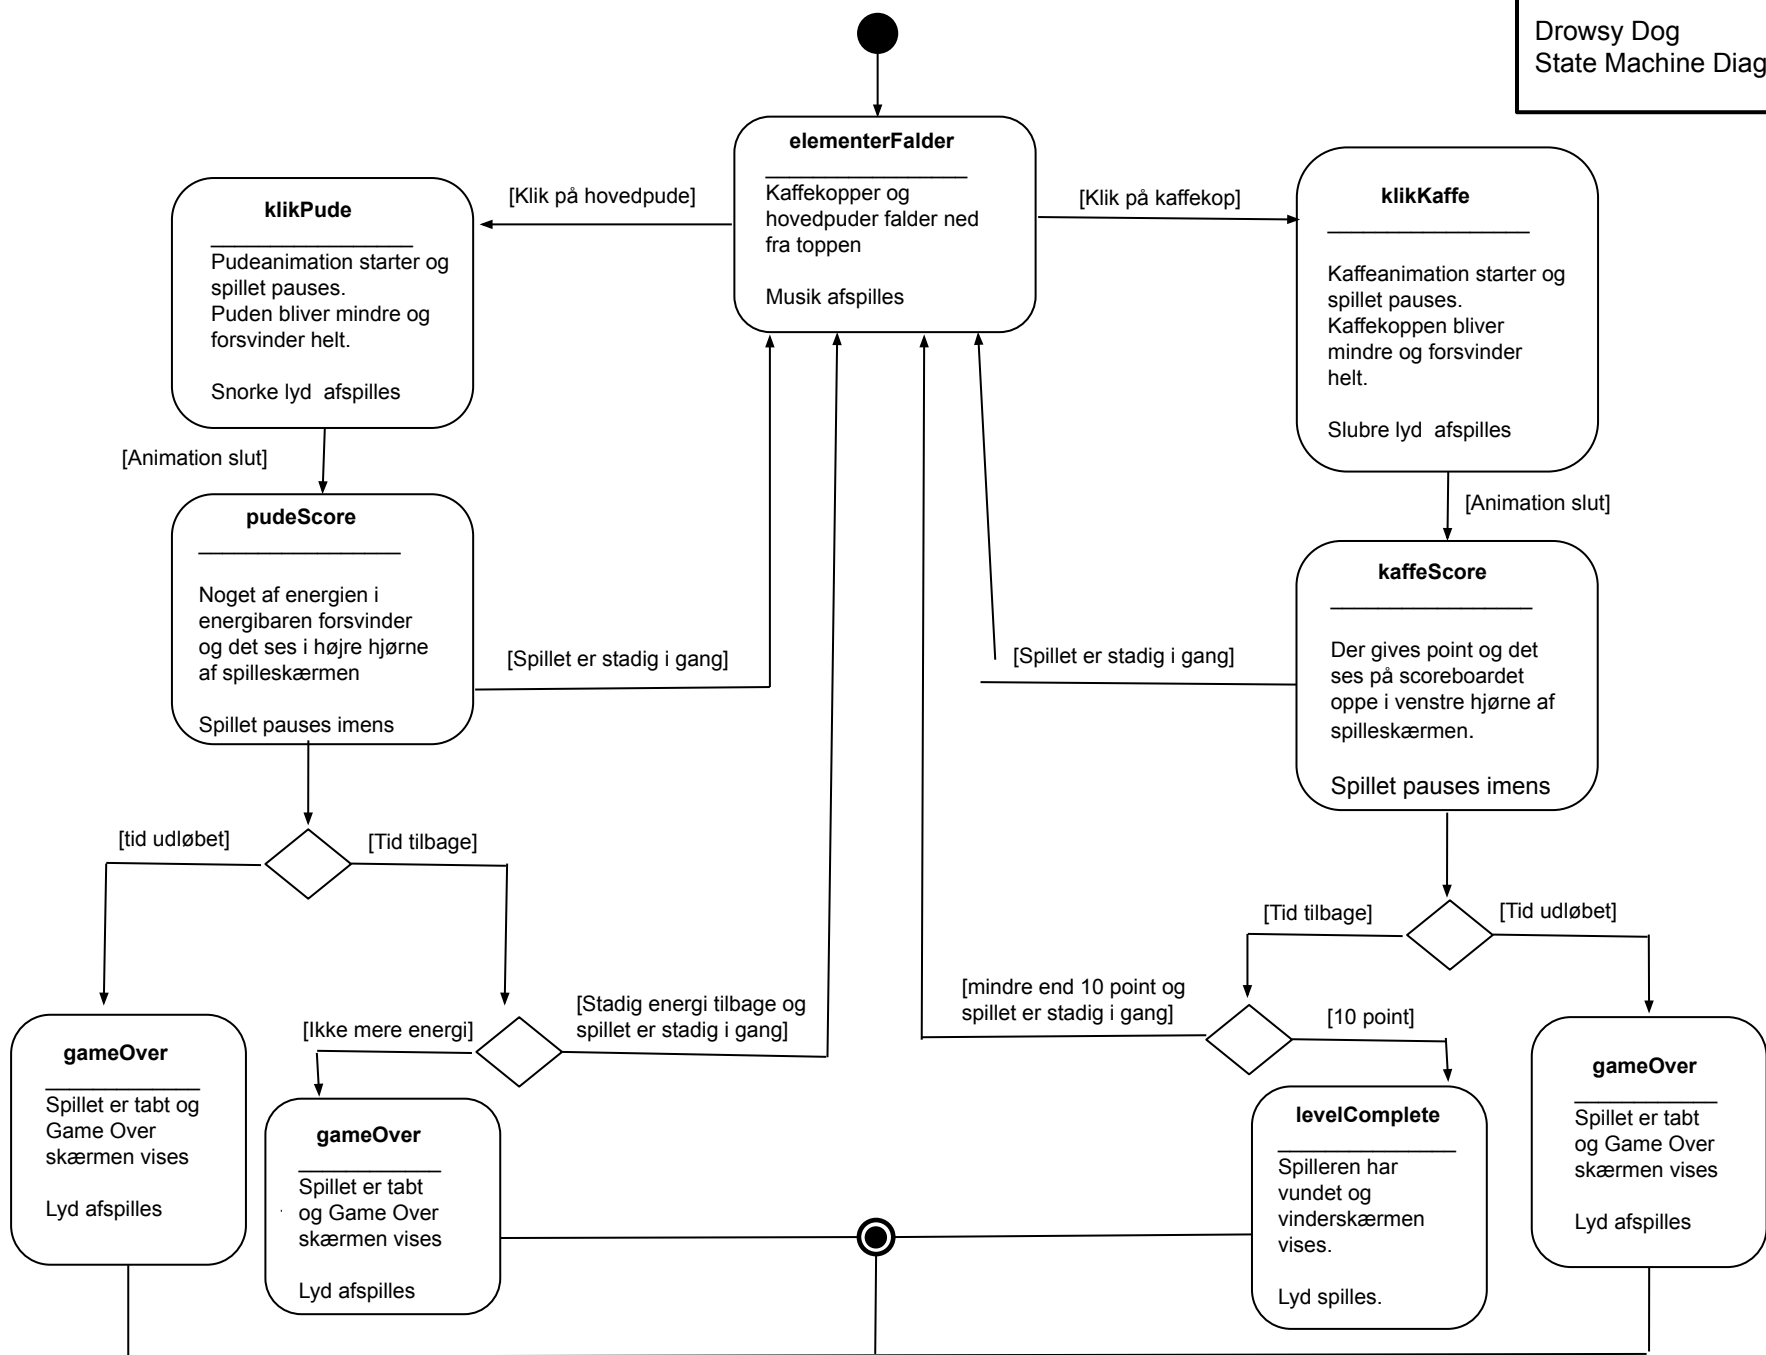 Drowsy Dog
State Machine Diag
elementerFalder
Kaffekopper og
hovedpuder falder ned
fra toppen
Musik afspilles
[Klik på hovedpude]
[Klik på kaffekop]
klikPude
Pudeanimation starter og
spillet pauses.
Puden bliver mindre og
forsvinder helt.
Snorke lyd  afspilles
klikKaffe
Kaffeanimation starter og
spillet pauses.
Kaffekoppen bliver
mindre og forsvinder
helt.
Slubre lyd  afspilles
[Animation slut]
[Animation slut]
pudeScore
Noget af energien i
energibaren forsvinder
og det ses i højre hjørne
af spilleskærmen
Spillet pauses imens
[Spillet er stadig i gang]
[Spillet er stadig i gang]
kaffeScore
Der gives point og det
ses på scoreboardet
oppe i venstre hjørne af
spilleskærmen.
Spillet pauses imens
[tid udløbet]
[Tid tilbage]
[Tid tilbage]
[Tid udløbet]
[Ikke mere energi]
[Stadig energi tilbage og
spillet er stadig i gang]
[mindre end 10 point og
spillet er stadig i gang]
[10 point]
gameOver
Spillet er tabt og
Game Over
skærmen vises
Lyd afspilles
gameOver
Spillet er tabt
og Game Over
skærmen vises
Lyd afspilles
levelComplete
Spilleren har
vundet og
vinderskærmen
vises.
Lyd spilles.
gameOver
Spillet er tabt
og Game Over
skærmen vises
Lyd afspilles